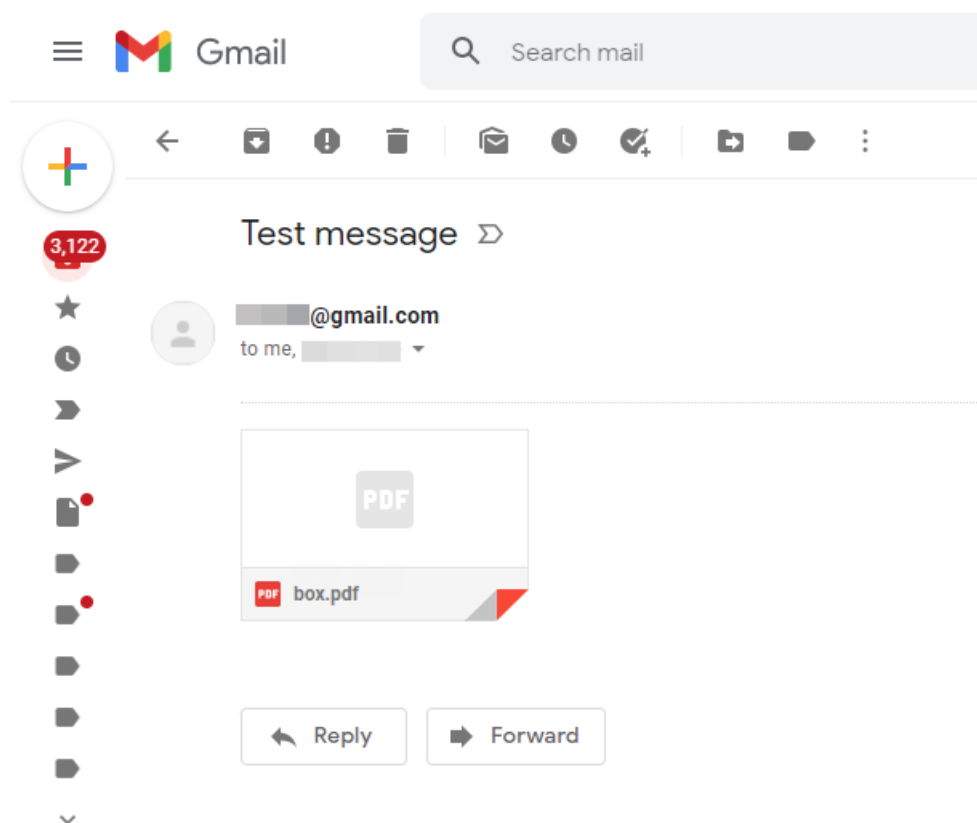 Gmail
Search mail
3,122
Test message
@gmail.com
to me,
PDF
PDF box.pdf
Reply
Forward